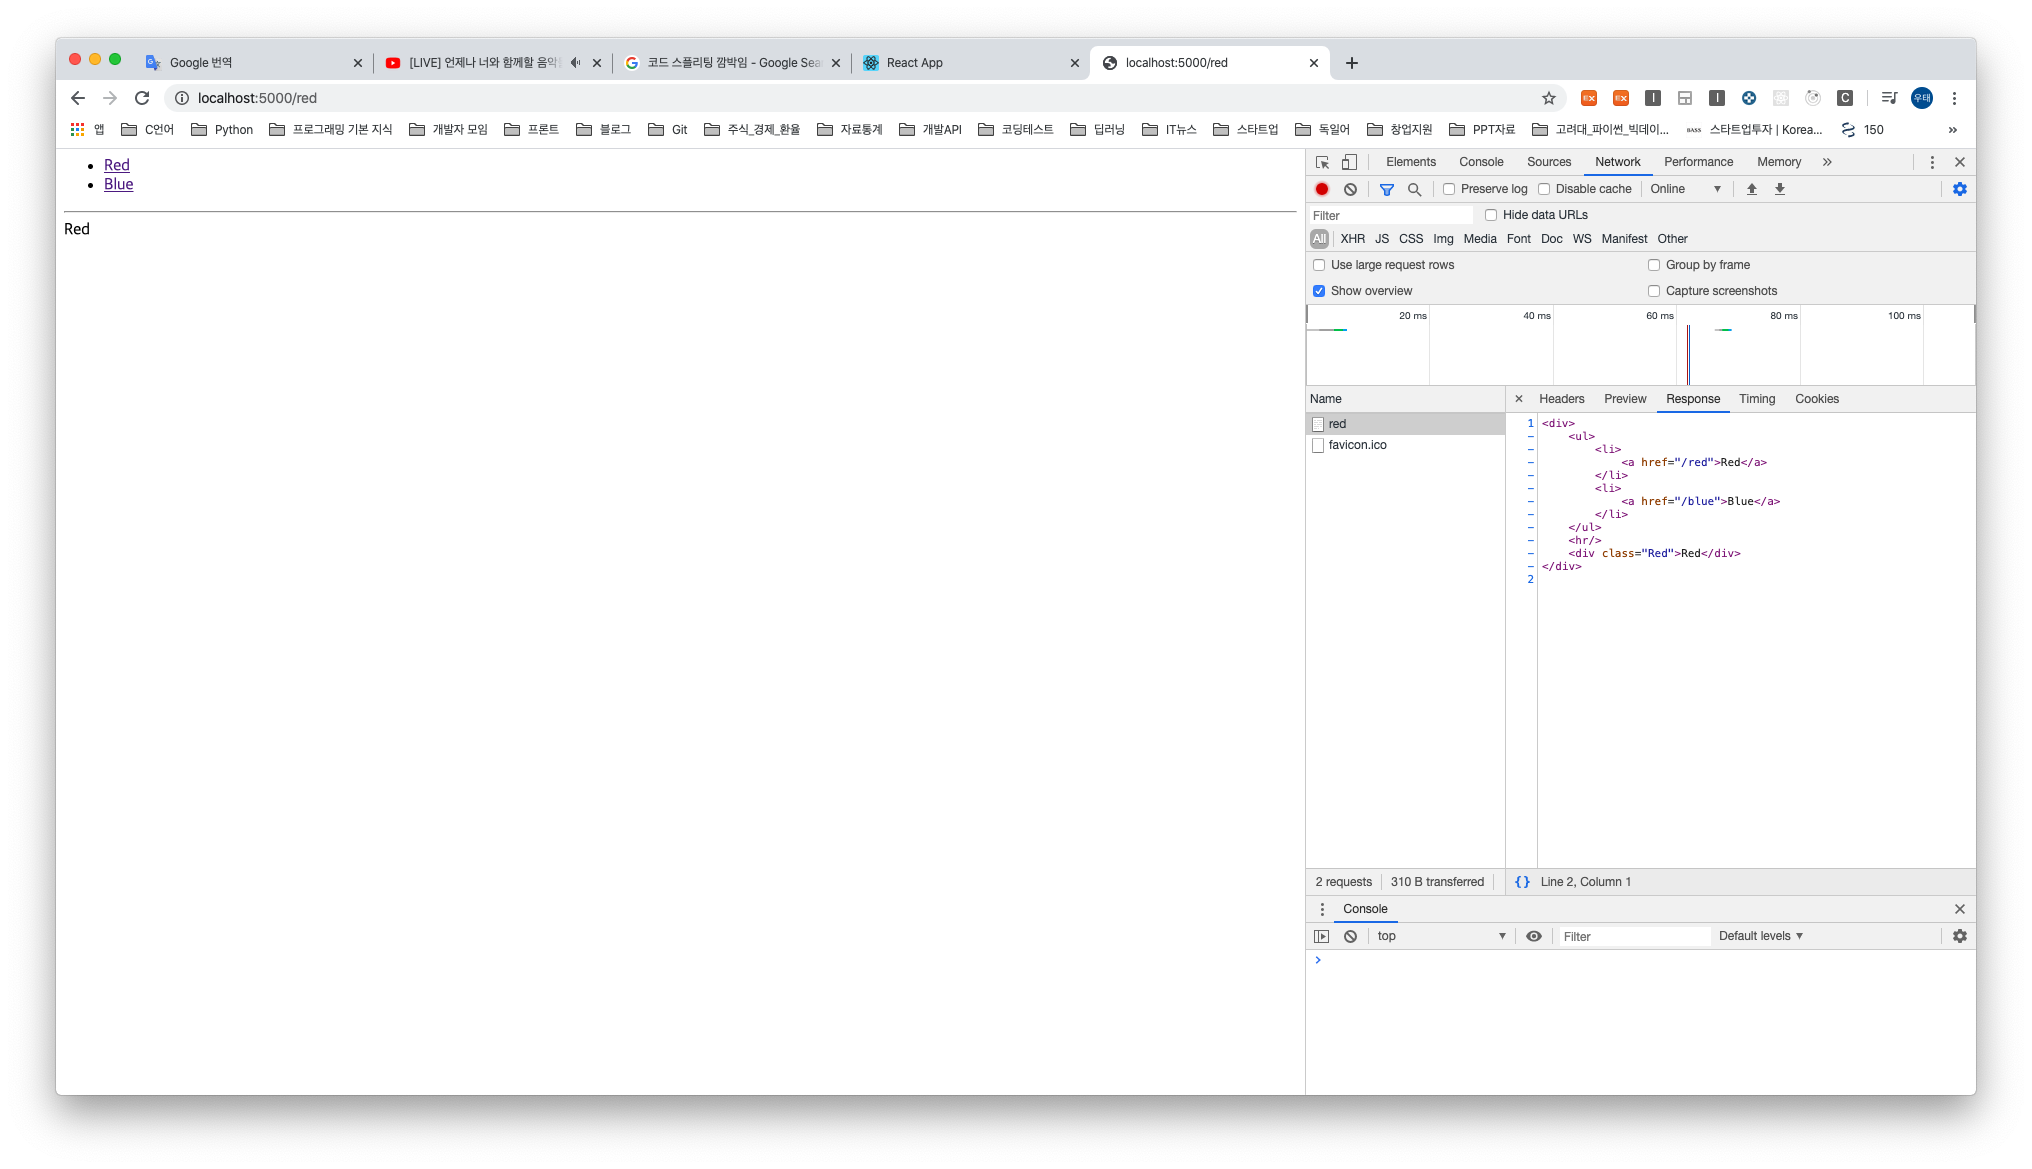 Google 번역
[LIVE] 언제나 너와 함께할 음악
코드 스플리팅 깜박임 - Google Sea
React App
localhost:5000/red
localhost:5000/red
우태
앱 C언어 Python 프로그래밍 기본 지식 개발자 모임 프론트 블로그 Git 주식_경제_환율 자료통계 개발API 코딩테스트 딥러닝 IT뉴스 스타트업 독일어 창업지원 PPT자료 고려대_파이썬_빅데이... BASS 스타트업투자 | Korea... 150 »
Red
Blue
Red
Elements Console Sources Network Performance Memory »
Preserve log Disable cache Online
Filter Hide data URLs
All XHR JS CSS Img Media Font Doc WS Manifest Other
Use large request rows Group by frame
Show overview Capture screenshots
20 ms 40 ms 60 ms 80 ms 100 ms
Name
red
favicon.ico
Headers Preview Response Timing Cookies
1 <div>
- <ul>
- <li>
- <a href="/red">Red</a>
- </li>
- <li>
- <a href="/blue">Blue</a>
- </li>
- </ul>
- <hr/>
- <div class="Red">Red</div>
- </div>
2
2 requests 310 B transferred {} Line 2, Column 1
Console
top Filter Default levels
>